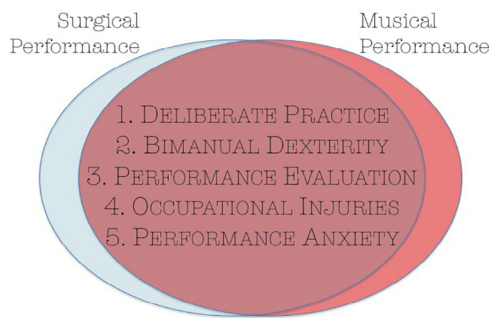 Surgical
Performance
Musical
Performance
1. Deliberate Practice
2. Bimanual Dexterity
3. Performance Evaluation
4. Occupational Injuries
5. Performance Anxiety